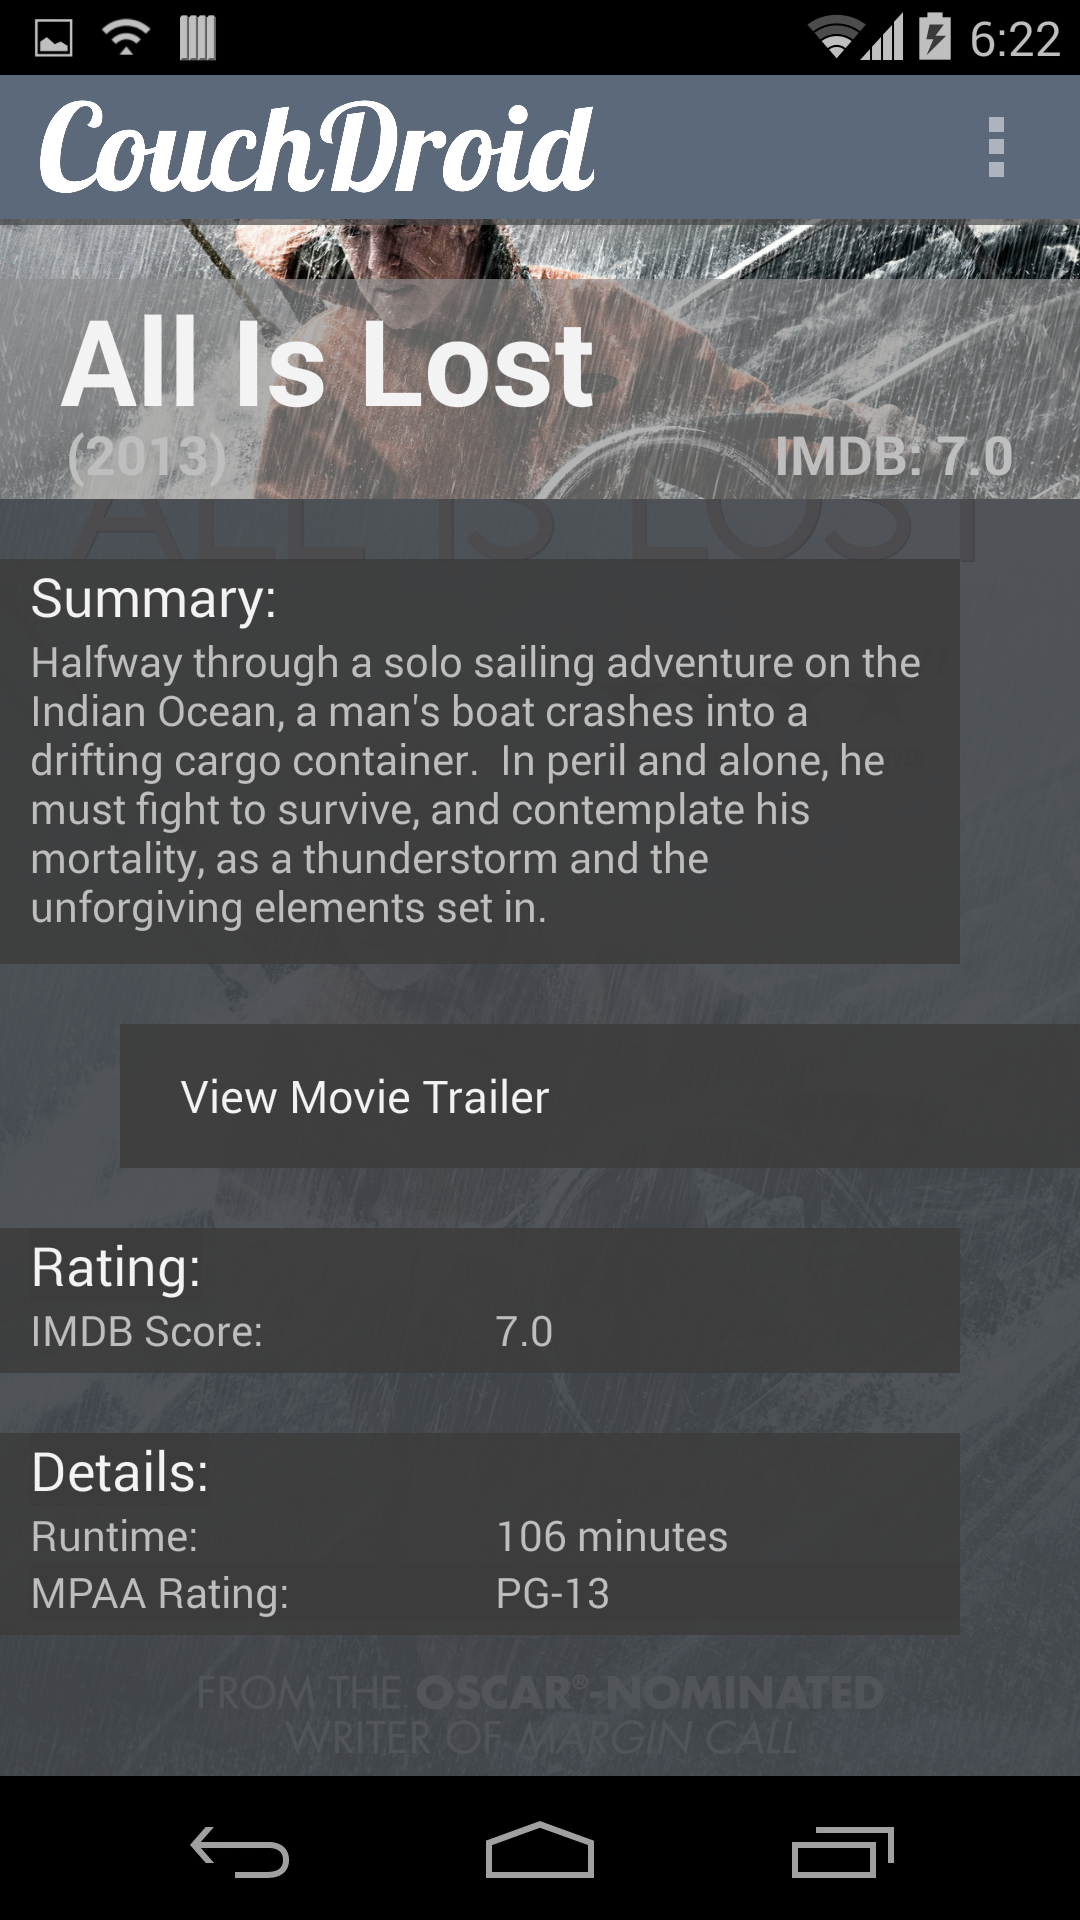 6:22
CouchDroid
All Is Lost
(2013) IMDB: 7.0
ALL IS LOST
Summary:
Halfway through a solo sailing adventure on the
Indian Ocean, a man's boat crashes into a
drifting cargo container.  In peril and alone, he
must fight to survive, and contemplate his
mortality, as a thunderstorm and the
unforgiving elements set in.
View Movie Trailer
Rating:
IMDB Score: 7.0
Details:
Runtime: 106 minutes
MPAA Rating: PG-13
FROM THE OSCAR®-NOMINATED
WRITER OF MARGIN CALL